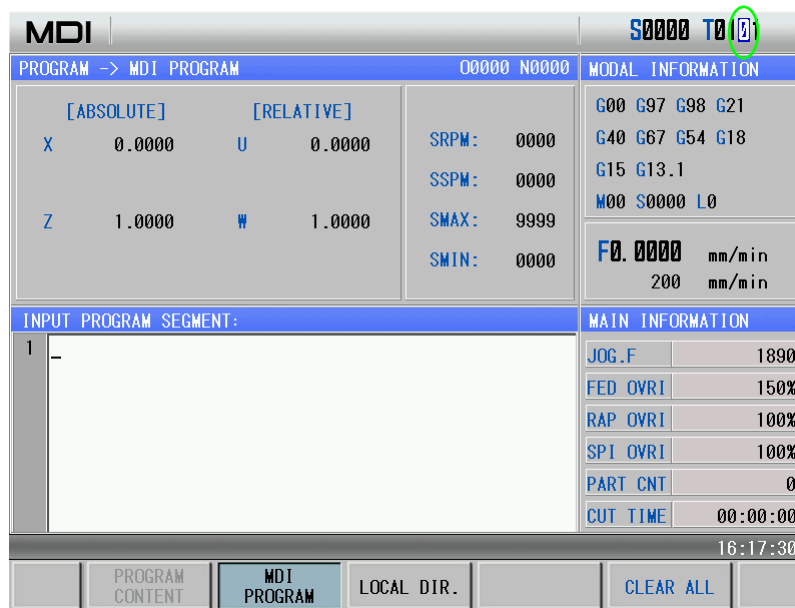 MDI S0000 T0101
PROGRAM -> MDI PROGRAM O0000 N0000
MODAL INFORMATION
[ABSOLUTE] [RELATIVE]
X 0.0000 U 0.0000
Z 1.0000 W 1.0000
SRPM: 0000
SSPM: 0000
SMAX: 9999
SMIN: 0000
G00 G97 G98 G21
G40 G67 G54 G18
G15 G13.1
M00 S0000 L0
F0.0000 mm/min
200 mm/min
INPUT PROGRAM SEGMENT:
1 _
MAIN INFORMATION
JOG.F 1890
FED OVRI 150%
RAP OVRI 100%
SPI OVRI 100%
PART CNT 0
CUT TIME 00:00:00
16:17:30
PROGRAM CONTENT
MDI PROGRAM
LOCAL DIR.
CLEAR ALL